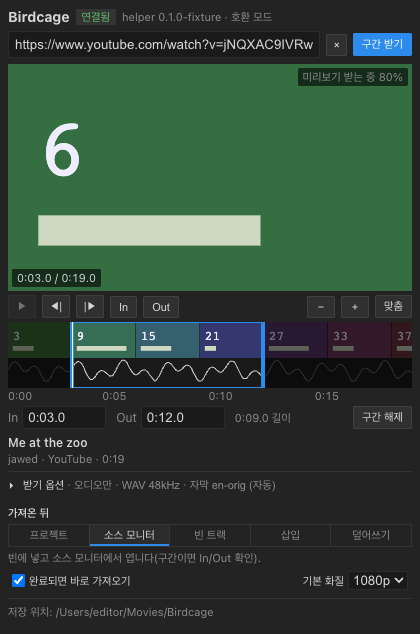 Birdcage 연결됨 helper 0.1.0-fixture · 호환 모드
https://www.youtube.com/watch?v=jNQXAC9IVRw × 구간 받기
미리보기 받는 중 80%
6
0:03.0 / 0:19.0
In Out − + 맞춤
3 9 15 21 27 33 37
0:00 0:05 0:10 0:15
In 0:03.0 Out 0:12.0 0:09.0 길이 구간 해제
Me at the zoo
jawed · YouTube · 0:19
받기 옵션 · 오디오만 · WAV 48kHz · 자막 en-orig (자동)
가져온 뒤
프로젝트 소스 모니터 빈 트랙 삽입 덮어쓰기
빈에 넣고 소스 모니터에서 엽니다(구간이면 In/Out 확인).
완료되면 바로 가져오기 기본 화질 1080p
저장 위치: /Users/editor/Movies/Birdcage